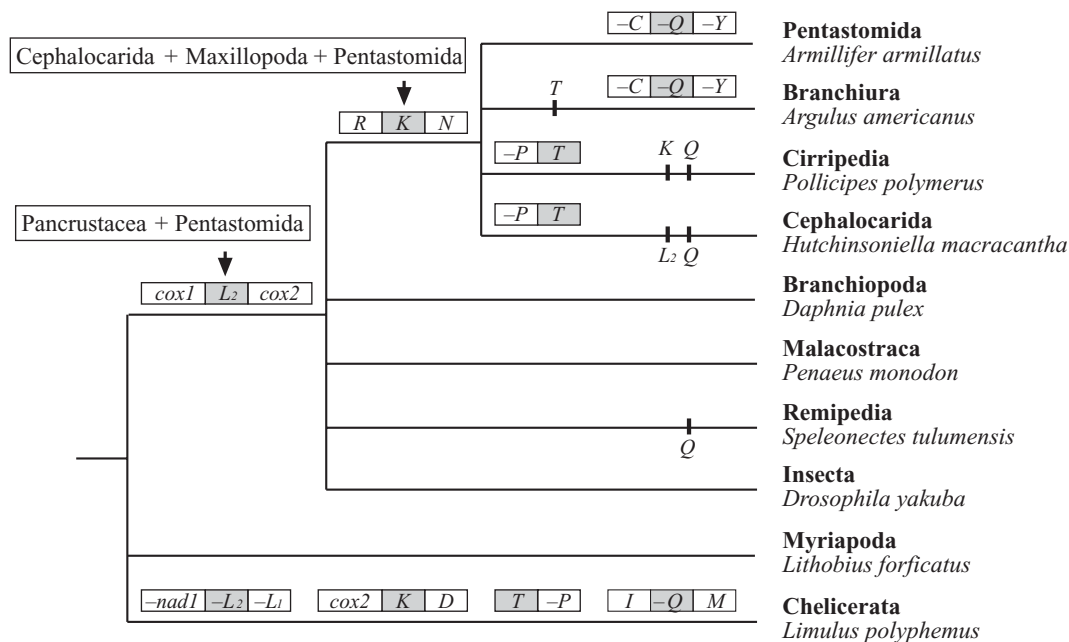 –C –Q –Y
Pentastomida
Armillifer armillatus
Cephalocarida + Maxillopoda + Pentastomida
T
–C –Q –Y
Branchiura
Argulus americanus
R K N
–P T
K Q
Cirripedia
Pollicipes polymerus
Pancrustacea + Pentastomida
–P T
L₂ Q
Cephalocarida
Hutchinsoniella macracantha
cox1 L₂ cox2
Branchiopoda
Daphnia pulex
Malacostraca
Penaeus monodon
Q
Remipedia
Speleonectes tulumensis
Insecta
Drosophila yakuba
Myriapoda
Lithobius forficatus
–nad1 –L₂ –L₁
cox2 K D
T –P
I –Q M
Chelicerata
Limulus polyphemus